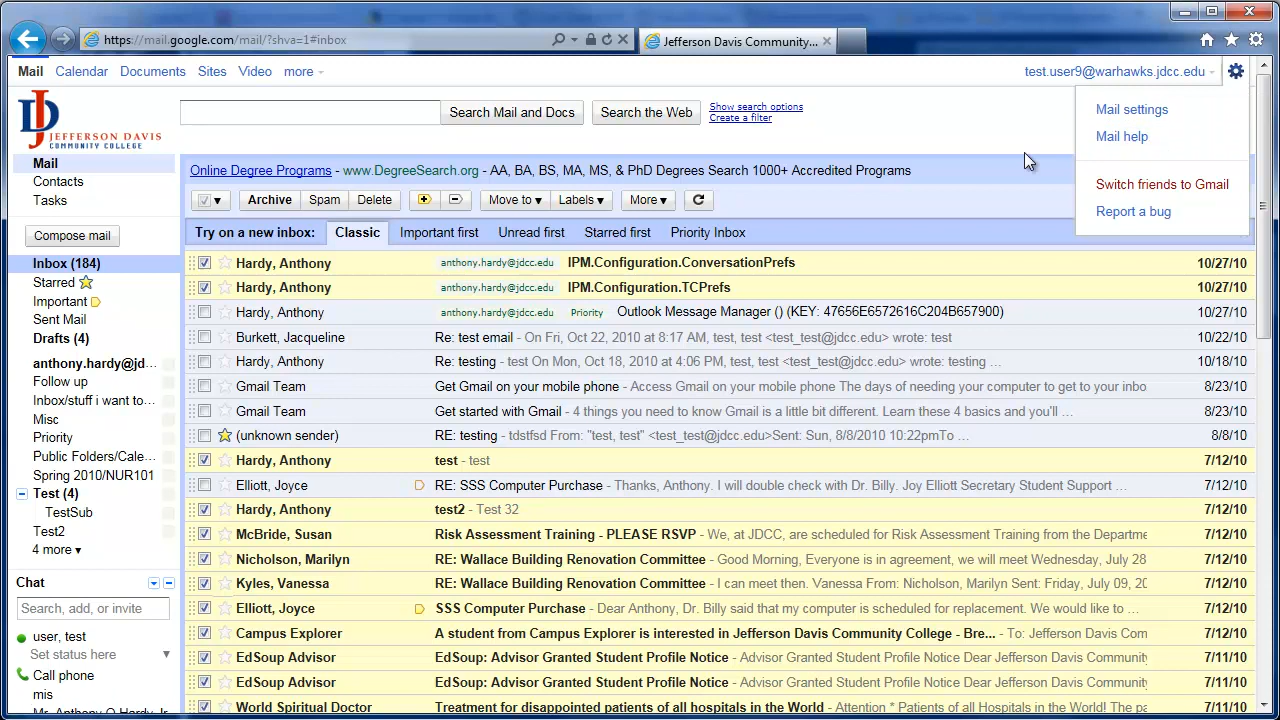 https://mail.google.com/mail/?shva=1#inbox
Jefferson Davis Community...
Mail Calendar Documents Sites Video more
test.user9@warhawks.jdcc.edu
JD
JEFFERSON DAVIS
COMMUNITY COLLEGE
Search Mail and Docs
Search the Web
Show search options
Create a filter
Mail settings
Mail help
Switch friends to Gmail
Report a bug
Mail
Contacts
Tasks
Compose mail
Inbox (184)
Starred
Important
Sent Mail
Drafts (4)
anthony.hardy@jd...
Follow up
Inbox/stuff i want to...
Misc
Priority
Public Folders/Cale...
Spring 2010/NUR101
Test (4)
TestSub
Test2
4 more
Chat
Search, add, or invite
user, test
Set status here
Call phone
mis
Mr. Anthony O Hardy, Jr
Online Degree Programs - www.DegreeSearch.org - AA, BA, BS, MA, MS, & PhD Degrees Search 1000+ Accredited Programs
Archive Spam Delete Move to Labels More
Try on a new inbox: Classic Important first Unread first Starred first Priority Inbox
Hardy, Anthony anthony.hardy@jdcc.edu IPM.Configuration.ConversationPrefs 10/27/10
Hardy, Anthony anthony.hardy@jdcc.edu IPM.Configuration.TCPrefs 10/27/10
Hardy, Anthony anthony.hardy@jdcc.edu Priority Outlook Message Manager () (KEY: 47656E6572616C204B657900) 10/27/10
Burkett, Jacqueline Re: test email - On Fri, Oct 22, 2010 at 8:17 AM, test, test <test_test@jdcc.edu> wrote: test 10/22/10
Hardy, Anthony Re: testing - test On Mon, Oct 18, 2010 at 4:06 PM, test, test <test_test@jdcc.edu> wrote: testing ... 10/18/10
Gmail Team Get Gmail on your mobile phone - Access Gmail on your mobile phone The days of needing your computer to get to your inbo 8/23/10
Gmail Team Get started with Gmail - 4 things you need to know Gmail is a little bit different. Learn these 4 basics and you'll ... 8/23/10
(unknown sender) RE: testing - tdstfsd From: "test, test" <test_test@jdcc.edu>Sent: Sun, 8/8/2010 10:22pmTo ... 8/8/10
Hardy, Anthony test - test 7/12/10
Elliott, Joyce RE: SSS Computer Purchase - Thanks, Anthony. I will double check with Dr. Billy. Joy Elliott Secretary Student Support ... 7/12/10
Hardy, Anthony test2 - Test 32 7/12/10
McBride, Susan Risk Assessment Training - PLEASE RSVP - We, at JDCC, are scheduled for Risk Assessment Training from the Departme 7/12/10
Nicholson, Marilyn RE: Wallace Building Renovation Committee - Good Morning, Everyone is in agreement, we will meet Wednesday, July 28 7/12/10
Kyles, Vanessa RE: Wallace Building Renovation Committee - I can meet then. Vanessa From: Nicholson, Marilyn Sent: Friday, July 09, 20 7/12/10
Elliott, Joyce SSS Computer Purchase - Dear Anthony, Dr. Billy said that my computer is scheduled for replacement. We would like to ... 7/12/10
Campus Explorer A student from Campus Explorer is interested in Jefferson Davis Community College - Bre... - To: Jefferson Davis Com 7/12/10
EdSoup Advisor EdSoup: Advisor Granted Student Profile Notice - Advisor Granted Student Profile Notice Dear Jefferson Davis Community 7/11/10
EdSoup Advisor EdSoup: Advisor Granted Student Profile Notice - Advisor Granted Student Profile Notice Dear Jefferson Davis Community 7/11/10
World Spiritual Doctor Treatment for disappointed patients of all hospitals in the World - Attention * Patients of all Hospitals in the World! The p 7/11/10